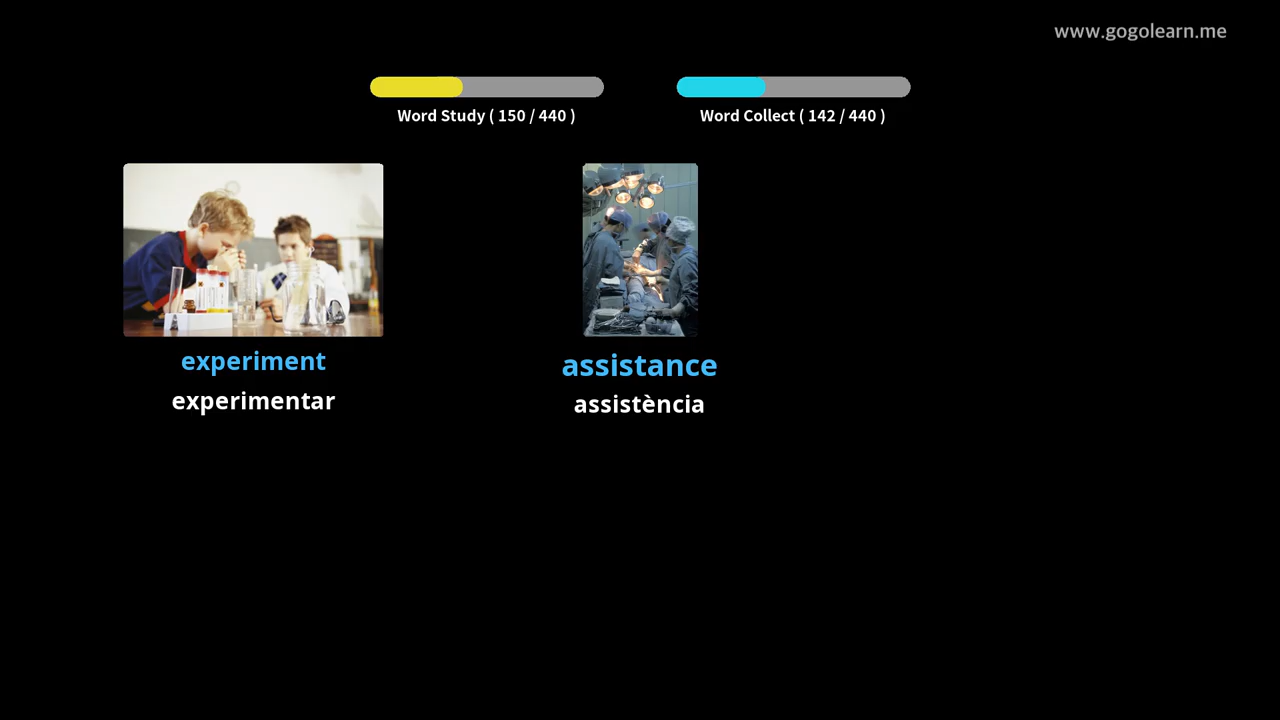 www.gogolearn.me
Word Study ( 150 / 440 )
Word Collect ( 142 / 440 )
experiment
experimentar
assistance
assistència